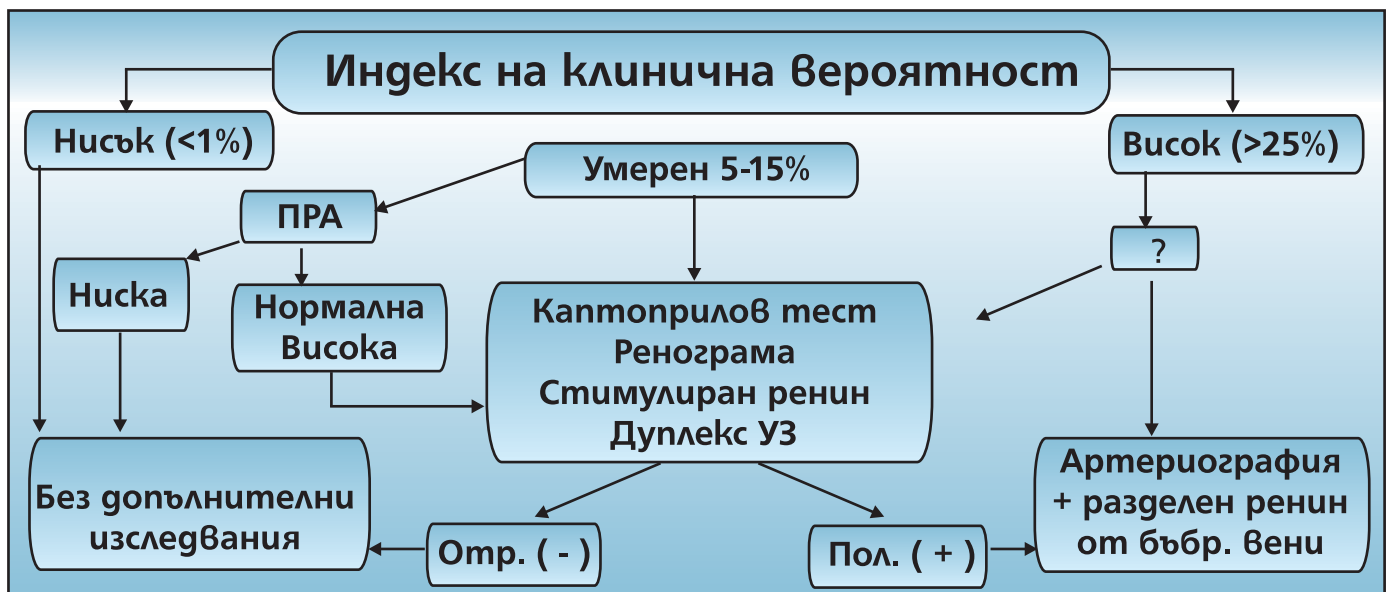 Индекс на клинична вероятност
Нисък (<1%)
Умерен 5-15%
Висок (>25%)
ПРА
?
Ниска
Нормална
Висока
Каптоприлов тест
Ренограма
Стимулиран ренин
Дуплекс УЗ
Без допълнителни
изследвания
Отр. ( - )
Пол. ( + )
Артериография
+ разделен ренин
от бъбр. вени